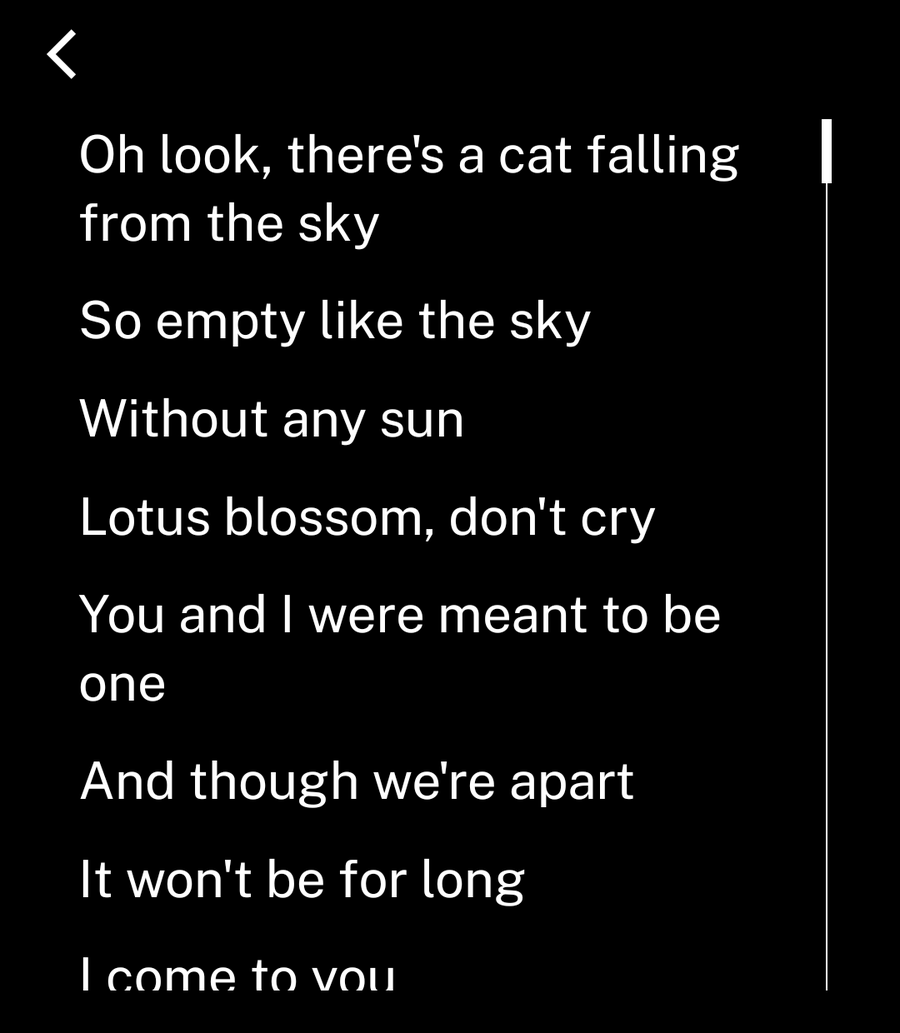 Oh look, there's a cat falling
from the sky
So empty like the sky
Without any sun
Lotus blossom, don't cry
You and I were meant to be
one
And though we're apart
It won't be for long
I come to you